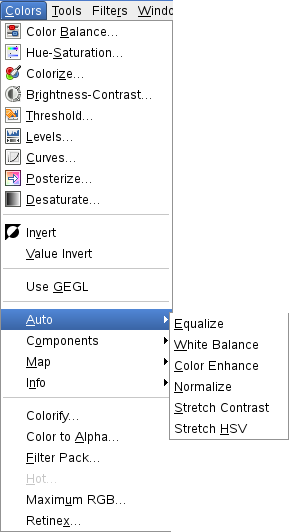 Colors Tools Filters Windo
Color Balance...
Hue-Saturation...
Colorize...
Brightness-Contrast...
Threshold...
Levels...
Curves...
Posterize...
Desaturate...
Invert
Value Invert
Use GEGL
Auto
Components
Map
Info
Equalize
White Balance
Color Enhance
Normalize
Stretch Contrast
Stretch HSV
Colorify...
Color to Alpha...
Filter Pack...
Hot...
Maximum RGB...
Retinex...